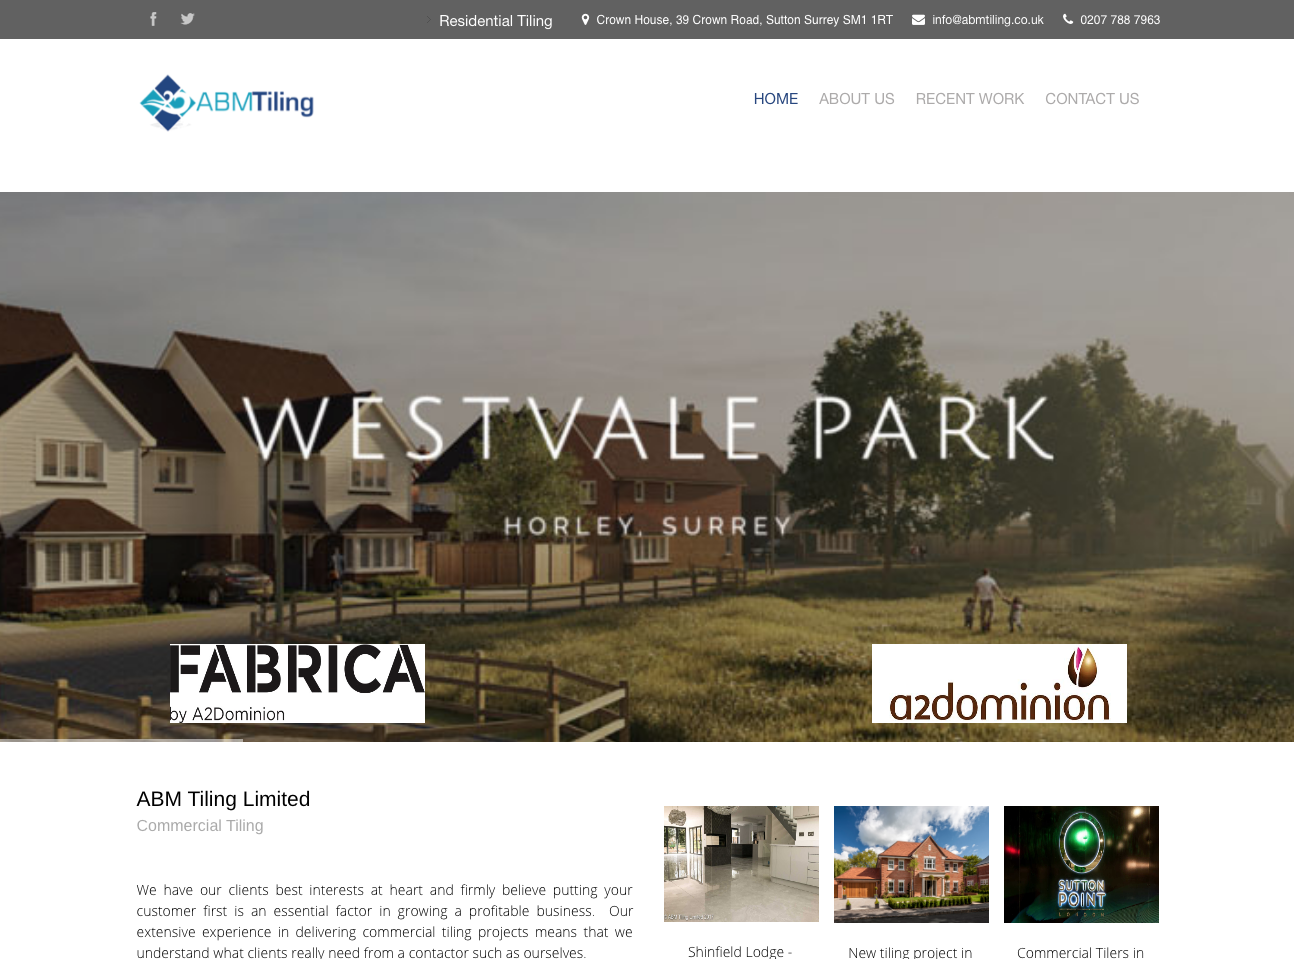 Residential Tiling
Crown House, 39 Crown Road, Sutton Surrey SM1 1RT
info@abmtiling.co.uk
0207 788 7963
ABMTiling
HOME
ABOUT US
RECENT WORK
CONTACT US
WESTVALE PARK
HORLEY, SURREY
FABRICA
by A2Dominion
a2dominion
ABM Tiling Limited
Commercial Tiling
We have our clients best interests at heart and firmly believe putting your
customer first is an essential factor in growing a profitable business. Our
extensive experience in delivering commercial tiling projects means that we
understand what clients really need from a contactor such as ourselves.
SUTTON
POINT
LONDON
Shinfield Lodge -
New tiling project in
Commercial Tilers in